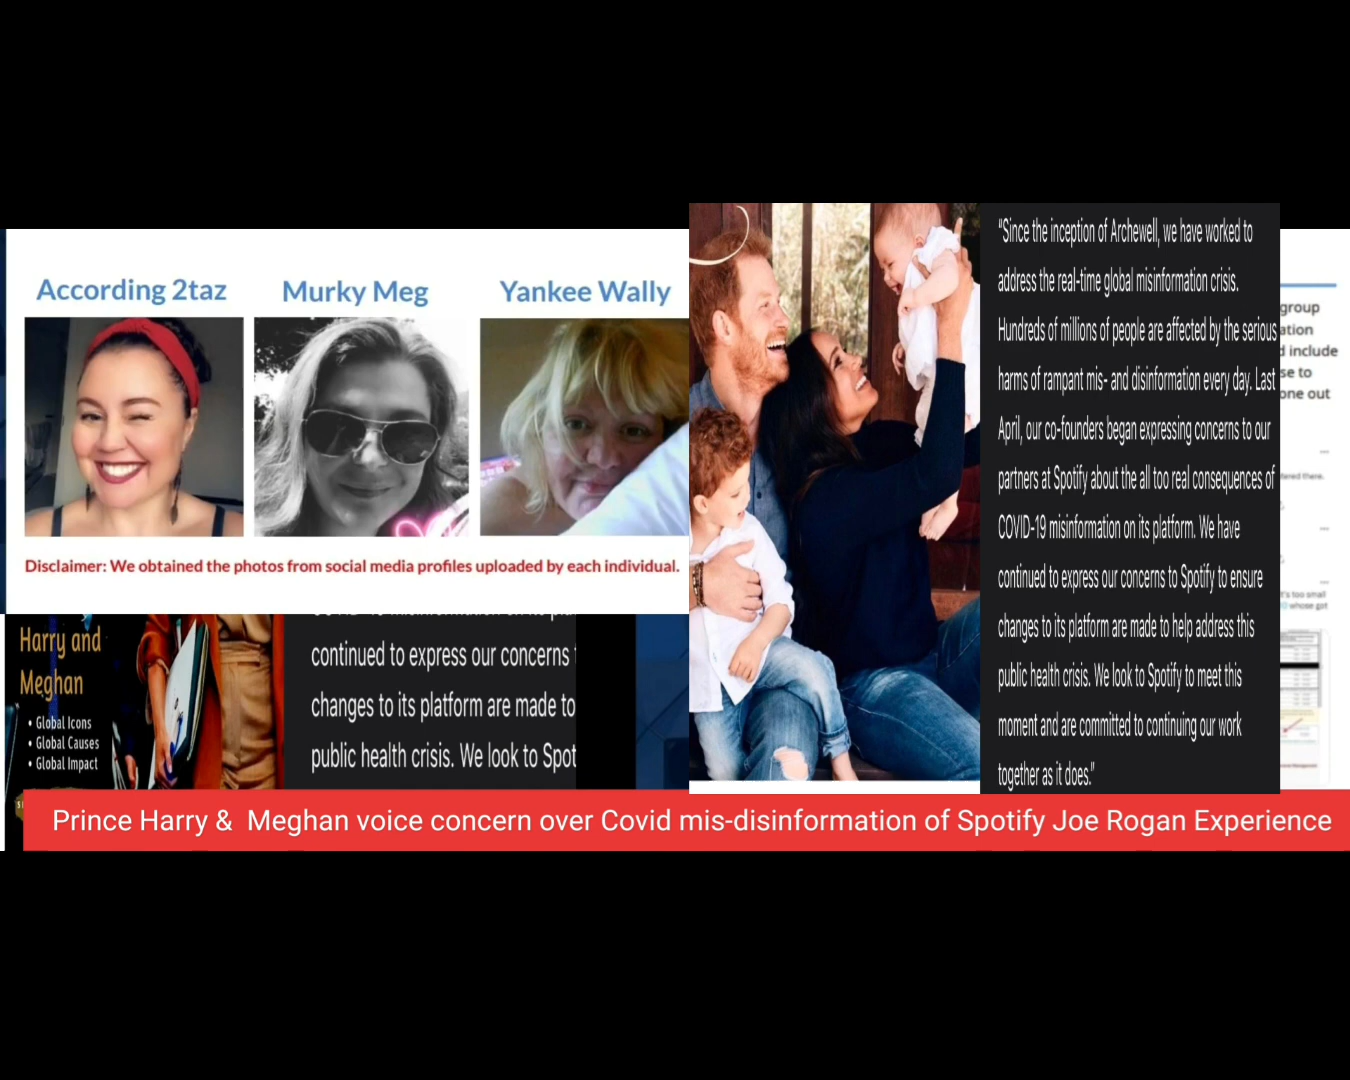 According 2taz
Murky Meg
Yankee Wally
Disclaimer: We obtained the photos from social media profiles uploaded by each individual.
Harry and
Meghan
• Global Icons
• Global Causes
• Global Impact
continued to express our concerns
changes to its platform are made to
public health crisis. We look to Spot
"Since the inception of Archewell, we have worked to
address the real-time global misinformation crisis.
Hundreds of millions of people are affected by the serious
harms of rampant mis- and disinformation every day. Last
April, our co-founders began expressing concerns to our
partners at Spotify about the all too real consequences of
COVID-19 misinformation on its platform. We have
continued to express our concerns to Spotify to ensure
changes to its platform are made to help address this
public health crisis. We look to Spotify to meet this
moment and are committed to continuing our work
together as it does."
group
ation
d include
se to
one out
tered there.
t's too small
whose got
Prince Harry & Meghan voice concern over Covid mis-disinformation of Spotify Joe Rogan Experience